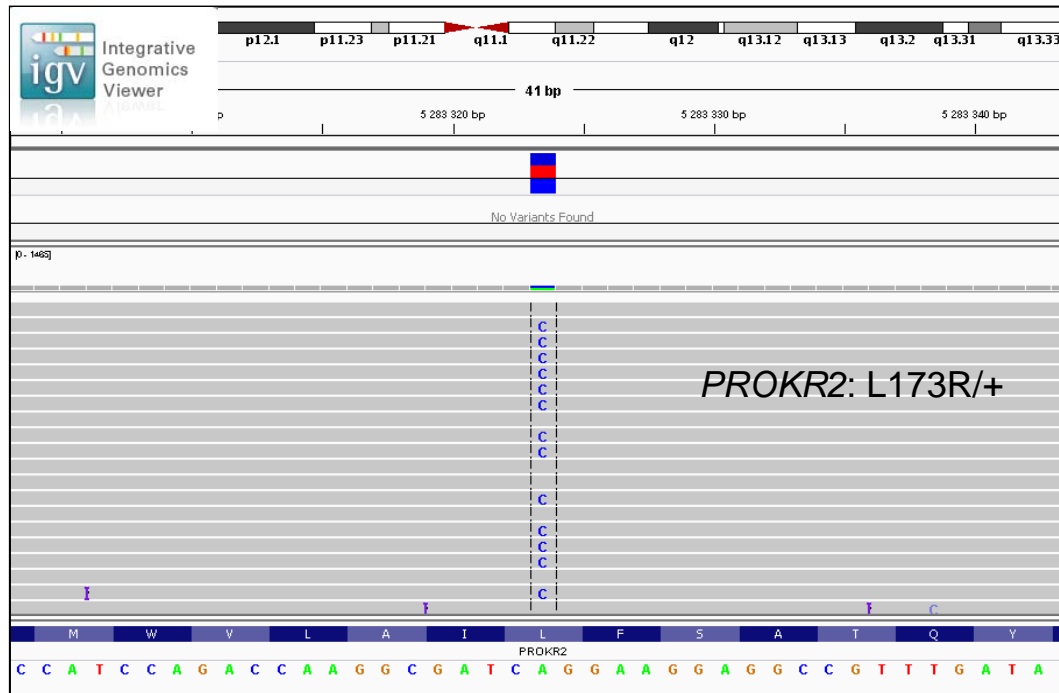 igv
Integrative
Genomics
Viewer
p12.1 p11.23 p11.21 q11.1 q11.22 q12 q13.12 q13.13 q13.2 q13.31 q13.33
41 bp
5 283 320 bp 5 283 330 bp 5 283 340 bp
No Variants Found
[0 - 1465]
C
C
C
C
PROKR2: L173R/+
C
C
C
C
C
C
C
C
C
C
M W V L A I L F S A T Q Y
PROKR2
C C A T C C A G A C C A A G G C G A T C A G G A A G G A G G C C G T T T G A T A